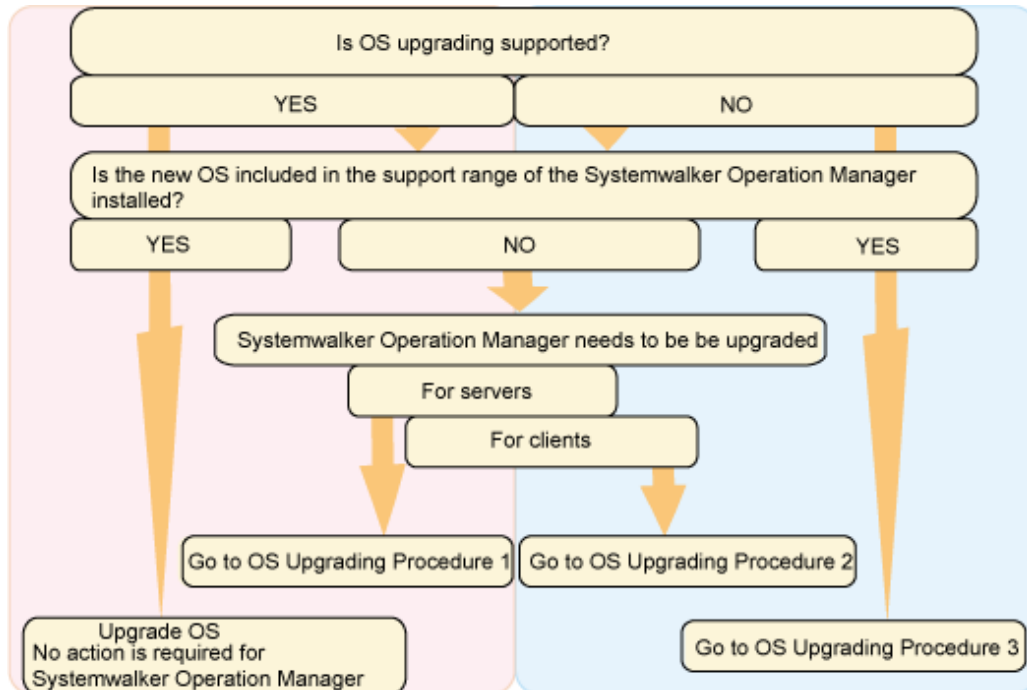 Is OS upgrading supported?
YES
NO
Is the new OS included in the support range of the Systemwalker Operation Manager
installed?
YES
NO
YES
Systemwalker Operation Manager needs to be be upgraded
For servers
For clients
Go to OS Upgrading Procedure 1
Go to OS Upgrading Procedure 2
Upgrade OS
No action is required for
Systemwalker Operation Manager
Go to OS Upgrading Procedure 3